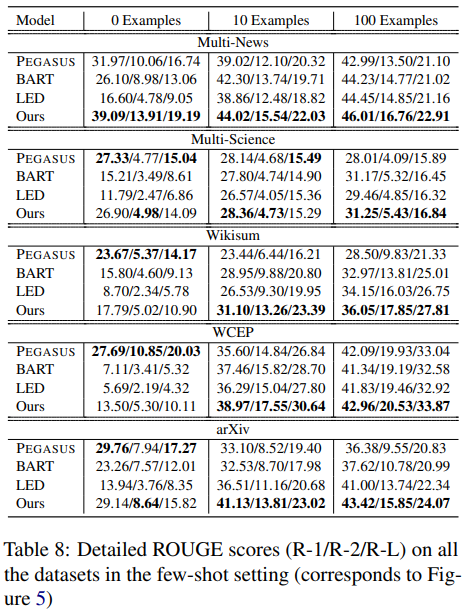 Model 0 Examples 10 Examples 100 Examples
Multi-News
PEGASUS 31.97/10.06/16.74 39.02/12.10/20.32 42.99/13.50/21.10
BART 26.10/8.98/13.06 42.30/13.74/19.71 44.23/14.77/21.02
LED 16.60/4.78/9.05 38.86/12.48/18.82 44.45/14.85/21.16
Ours 39.09/13.91/19.19 44.02/15.54/22.03 46.01/16.76/22.91
Multi-Science
PEGASUS 27.33/4.77/15.04 28.14/4.68/15.49 28.01/4.09/15.89
BART 15.21/3.49/8.61 27.80/4.74/14.90 31.17/5.32/16.45
LED 11.79/2.47/6.86 26.57/4.05/15.36 29.46/4.85/16.32
Ours 26.90/4.98/14.09 28.36/4.73/15.29 31.25/5.43/16.84
Wikisum
PEGASUS 23.67/5.37/14.17 23.44/6.44/16.21 28.50/9.83/21.33
BART 15.80/4.60/9.13 28.95/9.88/20.80 32.97/13.81/25.01
LED 8.70/2.34/5.78 26.53/9.30/19.95 34.15/16.03/26.75
Ours 17.79/5.02/10.90 31.10/13.26/23.39 36.05/17.85/27.81
WCEP
PEGASUS 27.69/10.85/20.03 35.60/14.84/26.84 42.09/19.93/33.04
BART 7.11/3.41/5.32 37.46/15.82/28.70 41.34/19.19/32.58
LED 5.69/2.19/4.32 36.29/15.04/27.80 41.83/19.46/32.92
Ours 13.50/5.30/10.11 38.97/17.55/30.64 42.96/20.53/33.87
arXiv
PEGASUS 29.76/7.94/17.27 33.10/8.52/19.40 36.38/9.55/20.83
BART 23.26/7.57/12.01 32.53/8.70/17.98 37.62/10.78/20.99
LED 13.94/3.76/8.35 36.51/11.16/20.68 41.00/13.74/22.34
Ours 29.14/8.64/15.82 41.13/13.81/23.02 43.42/15.85/24.07
Table 8: Detailed ROUGE scores (R-1/R-2/R-L) on all
the datasets in the few-shot setting (corresponds to Fig-
ure 5)